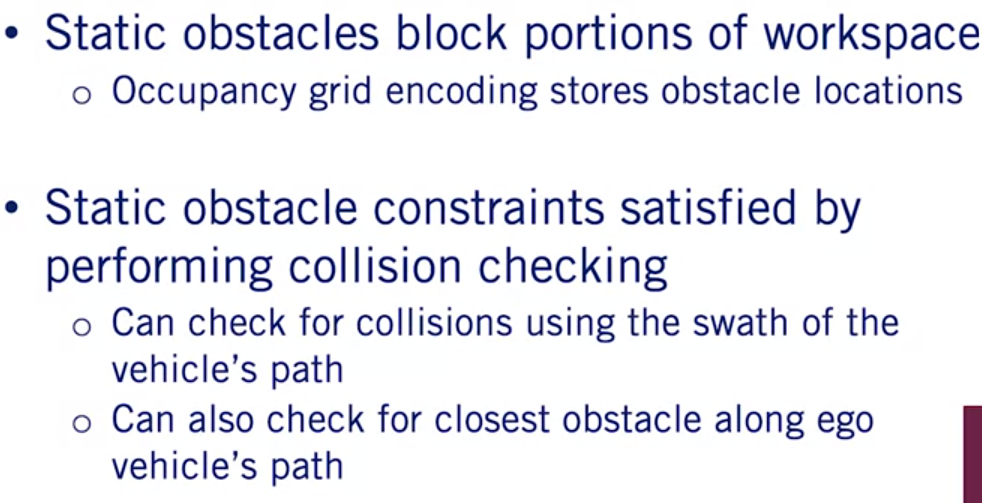 • Static obstacles block portions of workspace
o Occupancy grid encoding stores obstacle locations
• Static obstacle constraints satisfied by
performing collision checking
o Can check for collisions using the swath of the
vehicle’s path
o Can also check for closest obstacle along ego
vehicle’s path